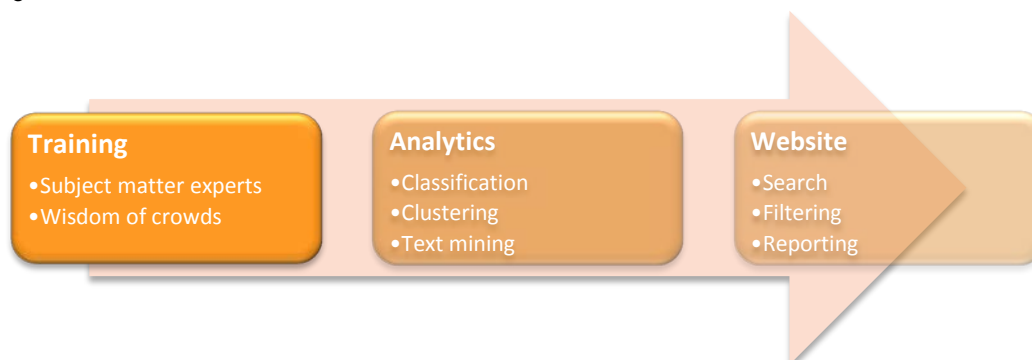 Training
•Subject matter experts
•Wisdom of crowds
Analytics
•Classification
•Clustering
•Text mining
Website
•Search
•Filtering
•Reporting